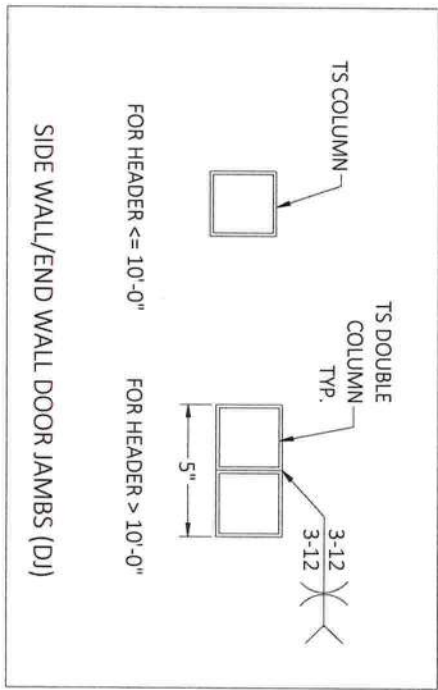 TS COLUMN
FOR HEADER <= 10'-0"
TS DOUBLE
COLUMN
TYP.
3-12
3-12
5"
FOR HEADER > 10'-0"
SIDE WALL/END WALL DOOR JAMBS (DJ)